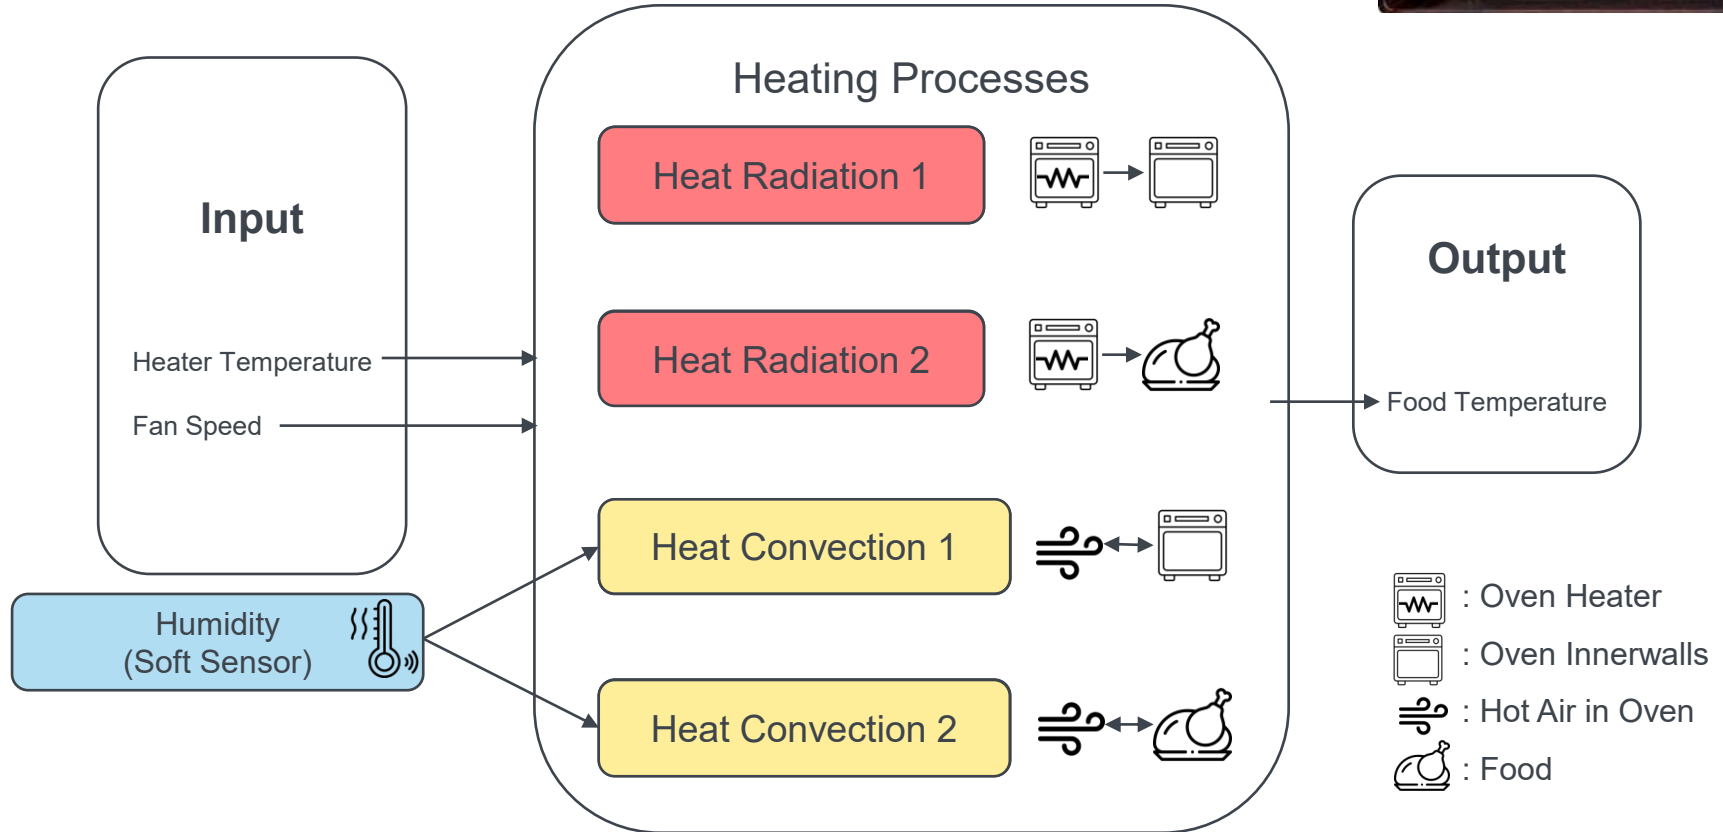 Heating Processes
Input
Heater Temperature
Fan Speed
Humidity
(Soft Sensor)
Heat Radiation 1
Heat Radiation 2
Heat Convection 1
Heat Convection 2
Output
Food Temperature
: Oven Heater
: Oven Innerwalls
: Hot Air in Oven
: Food